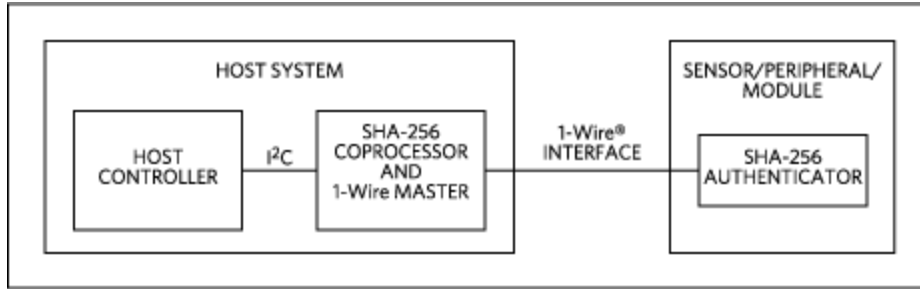 HOST SYSTEM
HOST
CONTROLLER
I²C
SHA-256
COPROCESSOR
AND
1-Wire MASTER
1-Wire®
INTERFACE
SENSOR/PERIPHERAL/
MODULE
SHA-256
AUTHENTICATOR